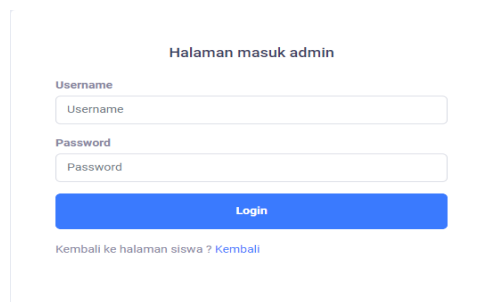 Halaman masuk admin
Username
Username
Password
Password
Login
Kembali ke halaman siswa ? Kembali